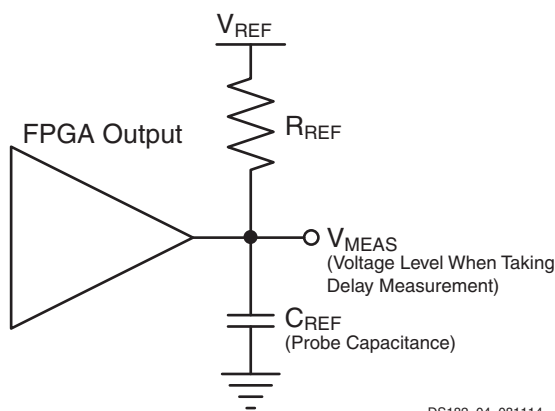 VREF
FPGA Output
RREF
VMEAS
(Voltage Level When Taking
Delay Measurement)
CREF
(Probe Capacitance)